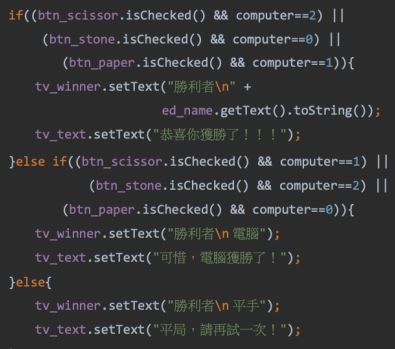 if((btn_scissor.isChecked() && computer==2) ||
(btn_stone.isChecked() && computer==0) ||
(btn_paper.isChecked() && computer==1)){
tv_winner.setText("勝利者\n" +
ed_name.getText().toString());
tv_text.setText("恭喜你獲勝了！！！");
}else if((btn_scissor.isChecked() && computer==1) ||
(btn_stone.isChecked() && computer==2) ||
(btn_paper.isChecked() && computer==0)){
tv_winner.setText("勝利者\n 電腦");
tv_text.setText("可惜，電腦獲勝了！");
}else{
tv_winner.setText("勝利者\n 平手");
tv_text.setText("平局，請再試一次！");